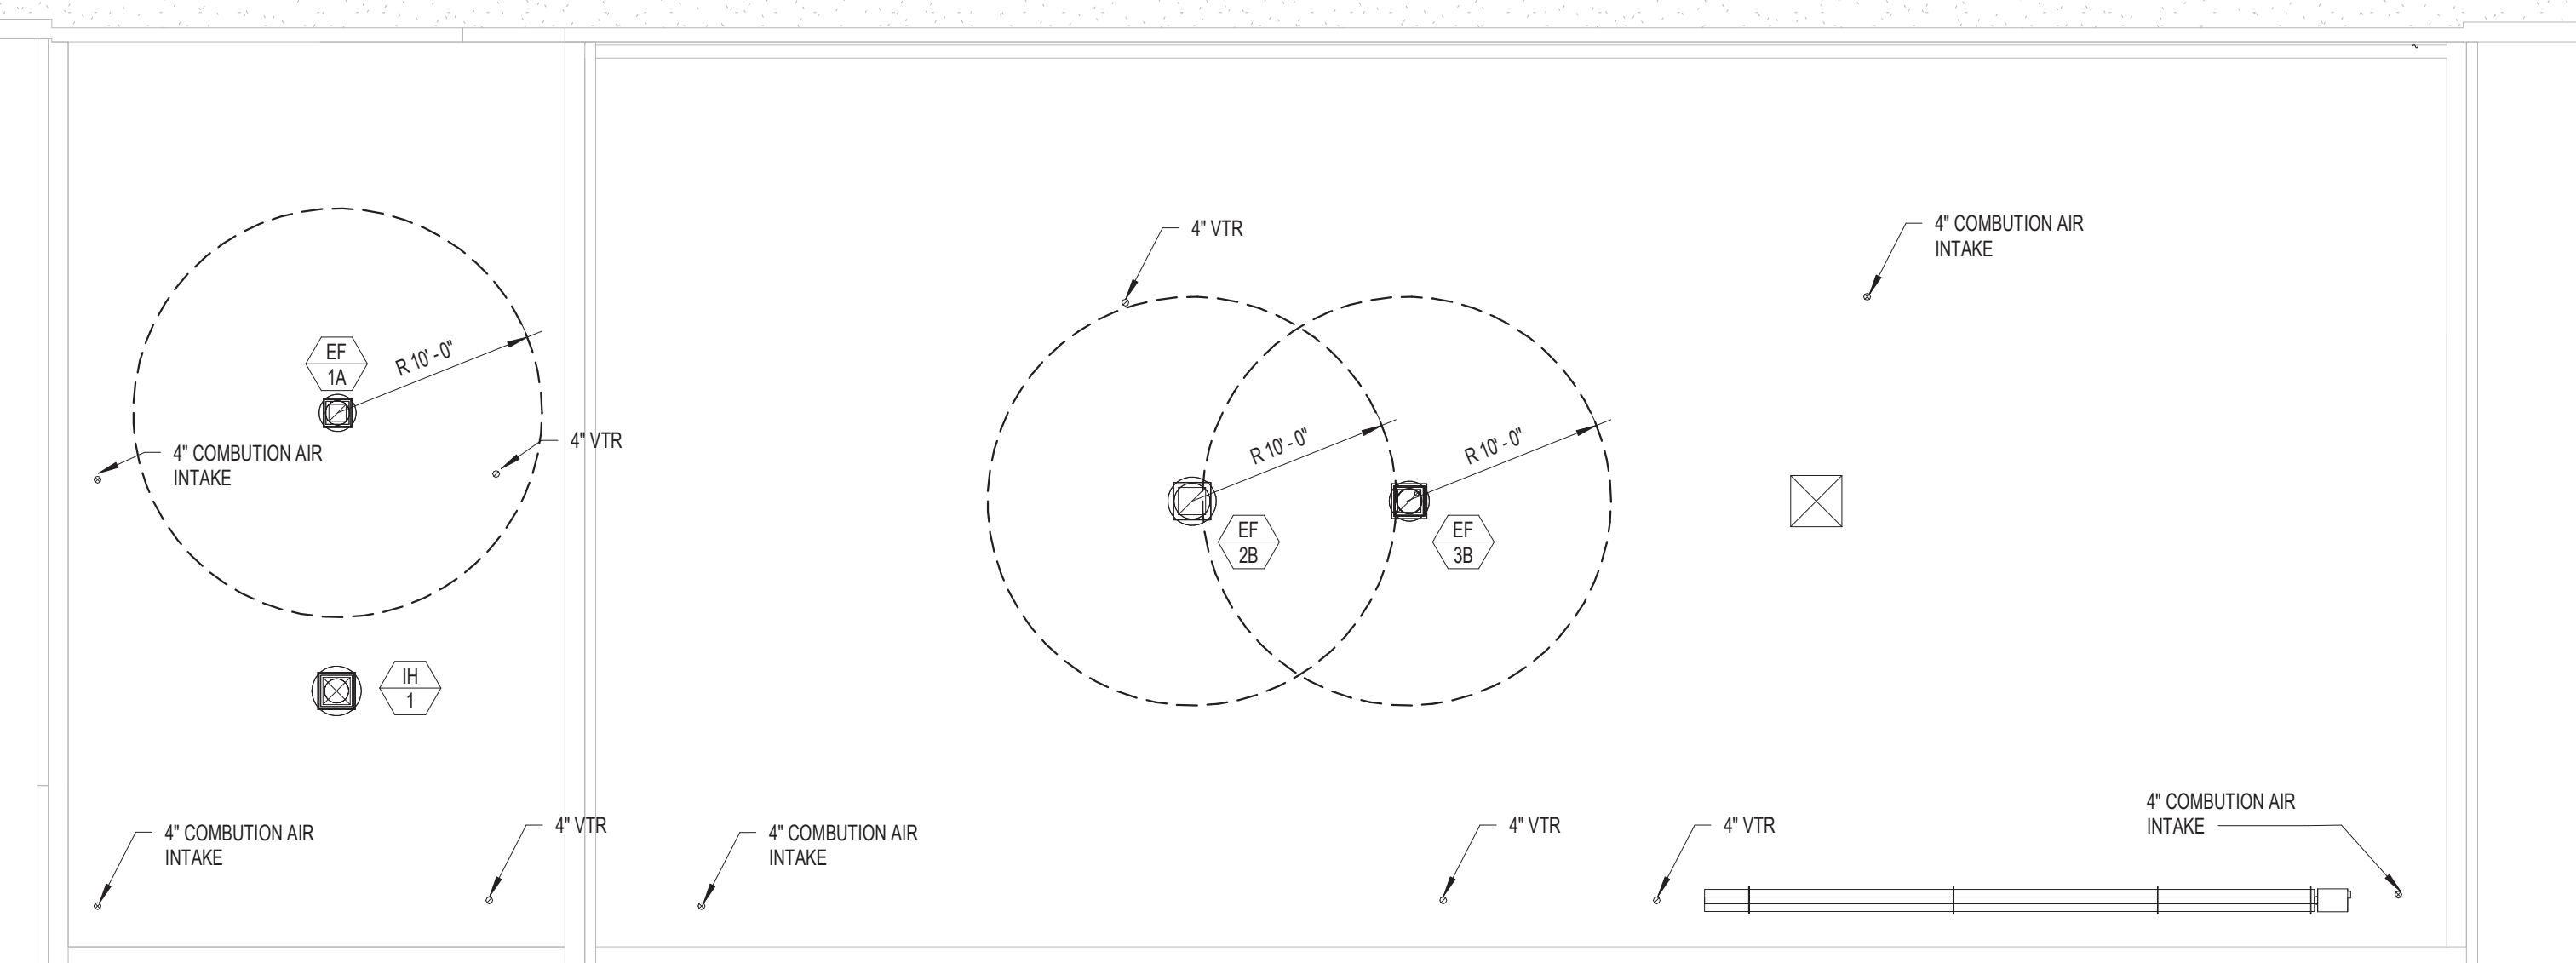 4" VTR
4" COMBUTION AIR
INTAKE
EF
1A
R 10' - 0"
4" COMBUTION AIR
INTAKE
4" VTR
R 10' - 0"
R 10' - 0"
EF
2B
EF
3B
IH
1
4" COMBUTION AIR
INTAKE
4" VTR
4" COMBUTION AIR
INTAKE
4" VTR
4" VTR
4" COMBUTION AIR
INTAKE